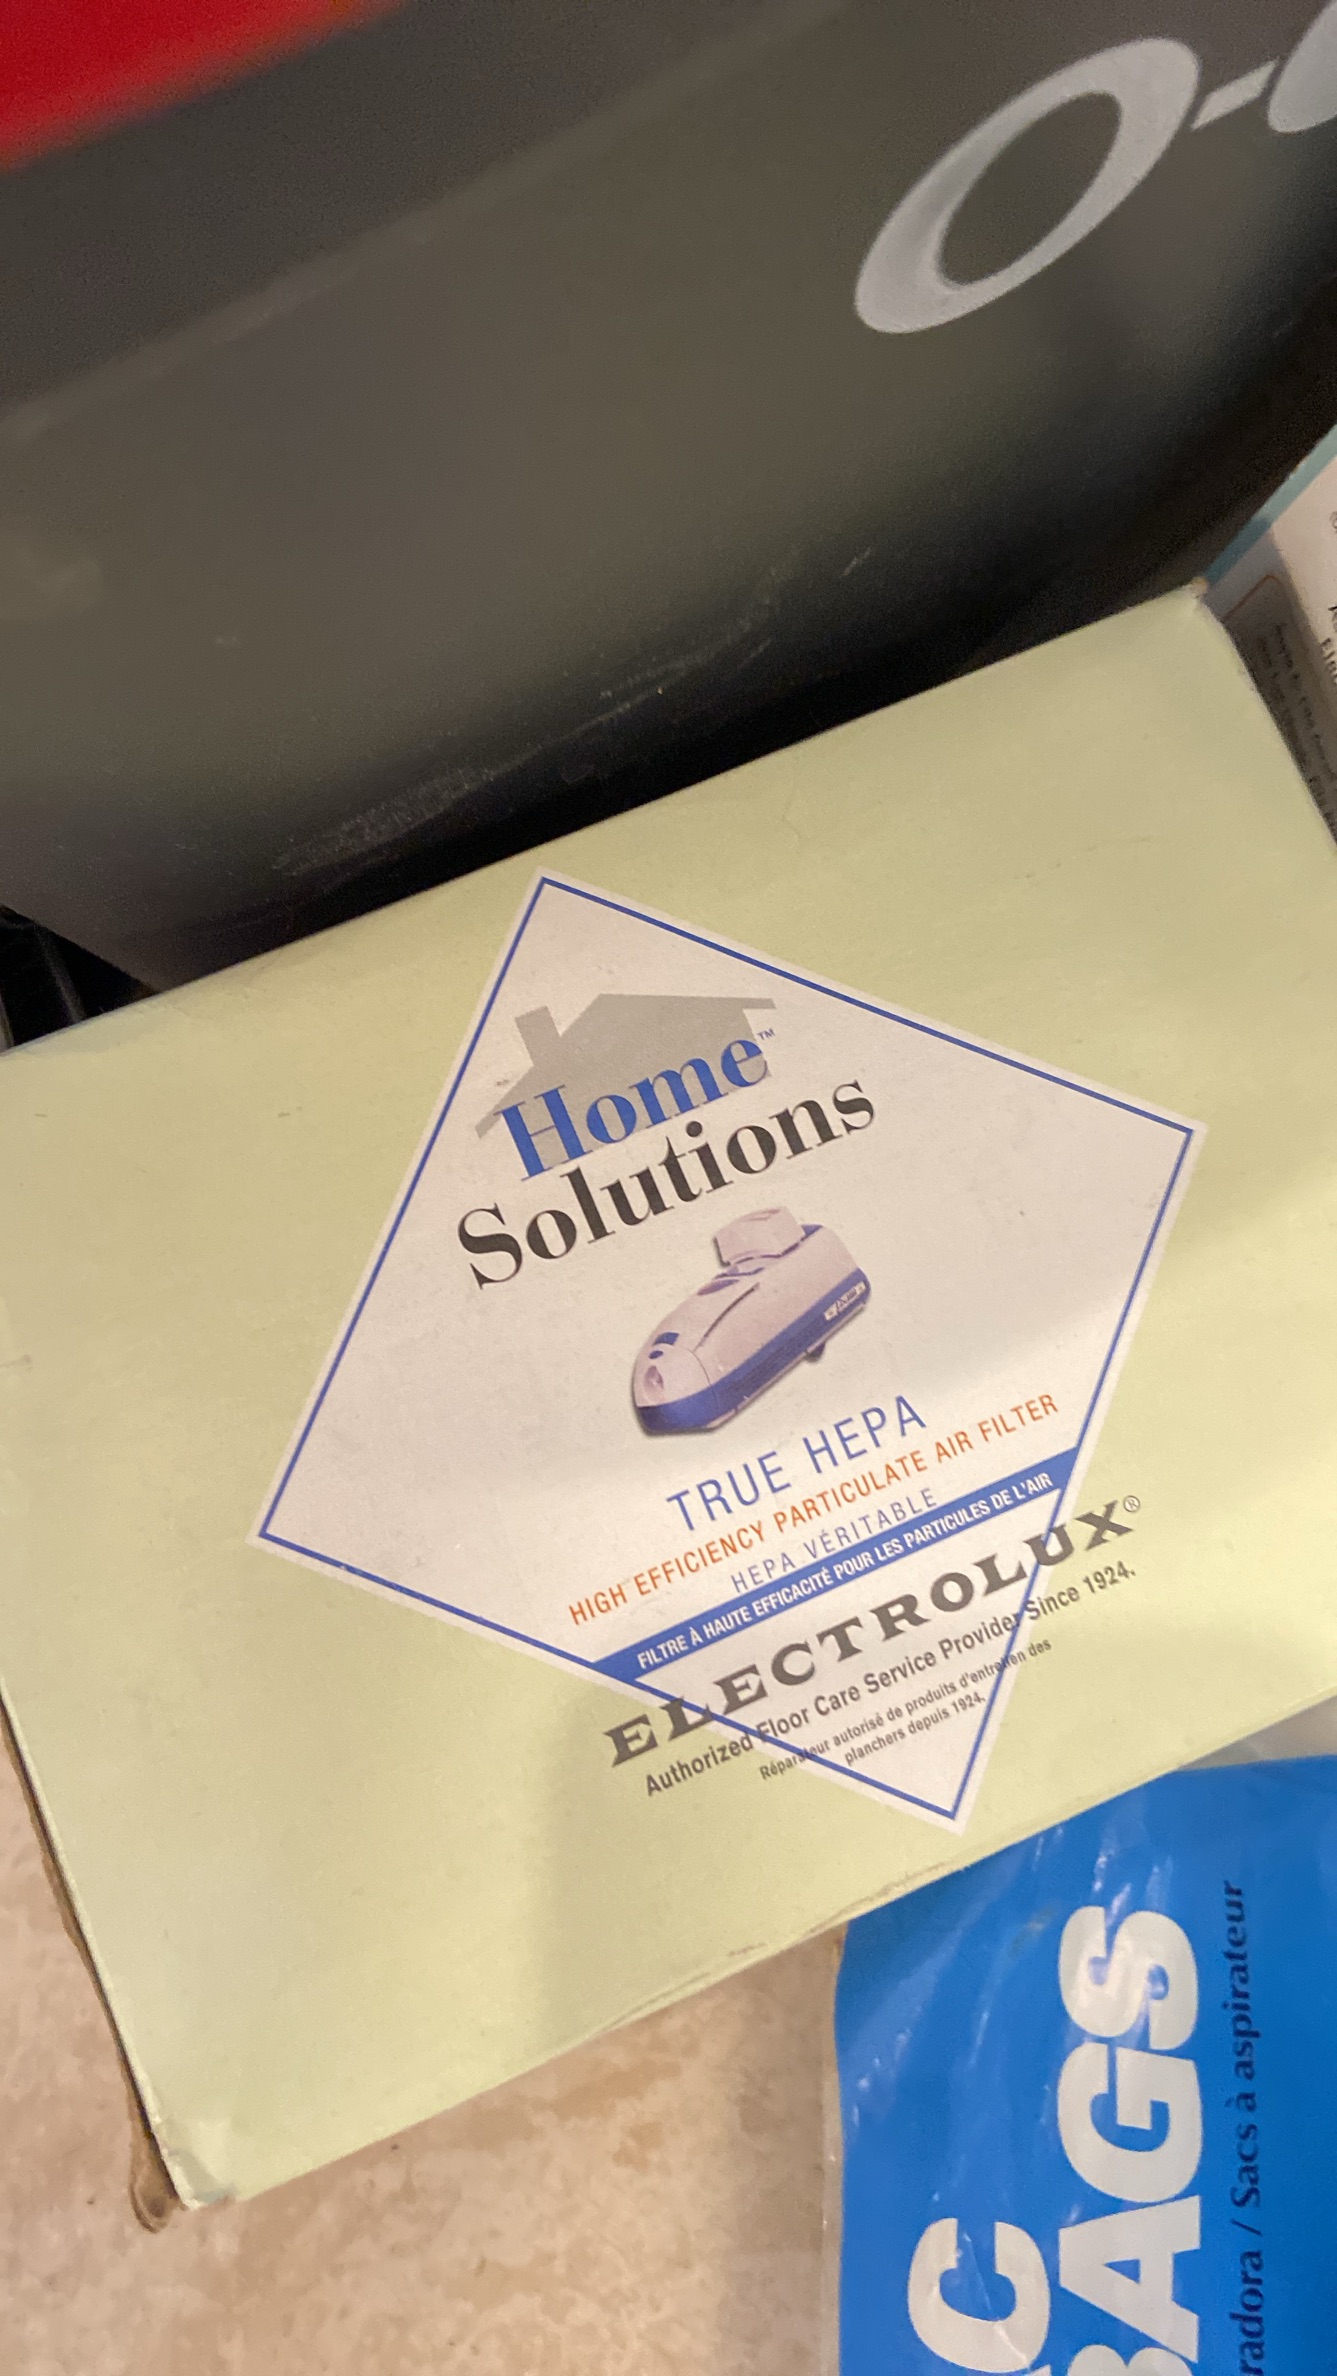 O-
Home™
Solutions
TRUE HEPA
HIGH EFFICIENCY PARTICULATE AIR FILTER
HEPA VÉRITABLE
FILTRE À HAUTE EFFICACITÉ POUR LES PARTICULES DE L'AIR
ELECTROLUX®
Authorized Floor Care Service Provider Since 1924.
Réparateur autorisé de produits d'entretien des
planchers depuis 1924.
C
BAGS
radora / Sacs à aspirateur